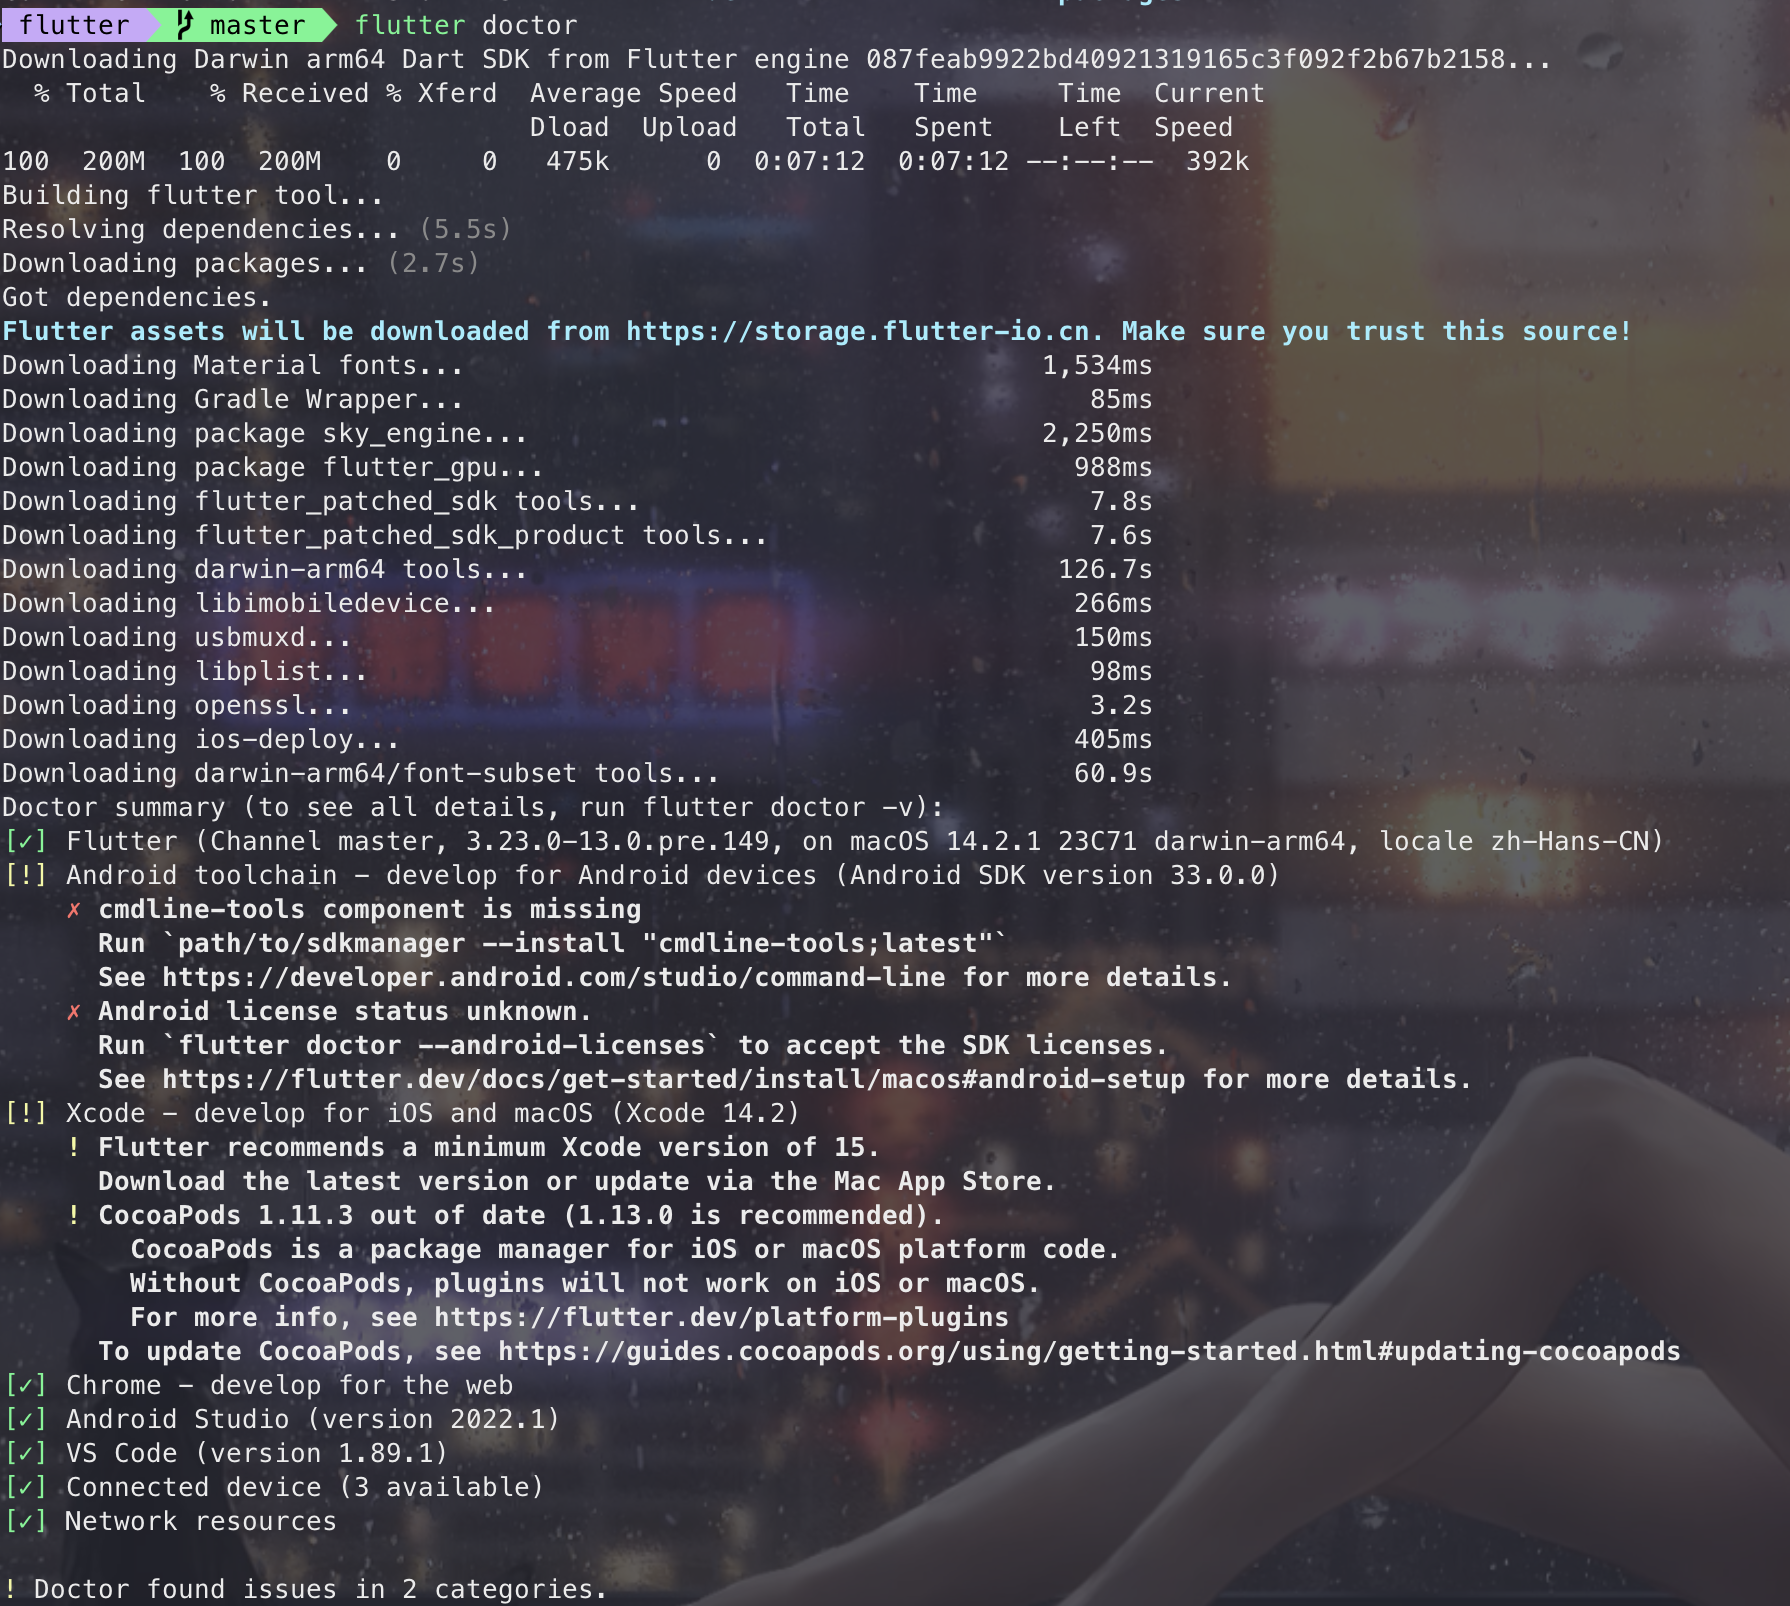 flutter master flutter doctor
Downloading Darwin arm64 Dart SDK from Flutter engine 087feab9922bd40921319165c3f092f2b67b2158...
  % Total    % Received % Xferd  Average Speed   Time    Time     Time  Current
                                 Dload  Upload   Total   Spent    Left  Speed
100  200M  100  200M    0     0   475k      0  0:07:12  0:07:12 --:--:--  392k
Building flutter tool...
Resolving dependencies... (5.5s)
Downloading packages... (2.7s)
Got dependencies.
Flutter assets will be downloaded from https://storage.flutter-io.cn. Make sure you trust this source!
Downloading Material fonts...                                    1,534ms
Downloading Gradle Wrapper...                                       85ms
Downloading package sky_engine...                                2,250ms
Downloading package flutter_gpu...                                 988ms
Downloading flutter_patched_sdk tools...                            7.8s
Downloading flutter_patched_sdk_product tools...                    7.6s
Downloading darwin-arm64 tools...                                 126.7s
Downloading libimobiledevice...                                    266ms
Downloading usbmuxd...                                             150ms
Downloading libplist...                                             98ms
Downloading openssl...                                              3.2s
Downloading ios-deploy...                                          405ms
Downloading darwin-arm64/font-subset tools...                      60.9s
Doctor summary (to see all details, run flutter doctor -v):
[✓] Flutter (Channel master, 3.23.0-13.0.pre.149, on macOS 14.2.1 23C71 darwin-arm64, locale zh-Hans-CN)
[!] Android toolchain - develop for Android devices (Android SDK version 33.0.0)
    ✗ cmdline-tools component is missing
      Run `path/to/sdkmanager --install "cmdline-tools;latest"`
      See https://developer.android.com/studio/command-line for more details.
    ✗ Android license status unknown.
      Run `flutter doctor --android-licenses` to accept the SDK licenses.
      See https://flutter.dev/docs/get-started/install/macos#android-setup for more details.
[!] Xcode - develop for iOS and macOS (Xcode 14.2)
    ! Flutter recommends a minimum Xcode version of 15.
      Download the latest version or update via the Mac App Store.
    ! CocoaPods 1.11.3 out of date (1.13.0 is recommended).
        CocoaPods is a package manager for iOS or macOS platform code.
        Without CocoaPods, plugins will not work on iOS or macOS.
        For more info, see https://flutter.dev/platform-plugins
      To update CocoaPods, see https://guides.cocoapods.org/using/getting-started.html#updating-cocoapods
[✓] Chrome - develop for the web
[✓] Android Studio (version 2022.1)
[✓] VS Code (version 1.89.1)
[✓] Connected device (3 available)
[✓] Network resources
! Doctor found issues in 2 categories.